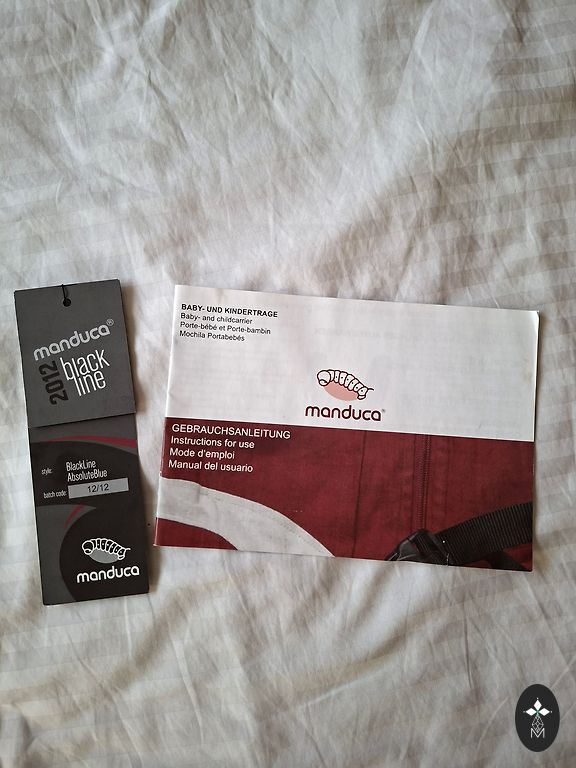 manduca®
2012
black
line
style: BlackLine
AbsoluteBlue
batch code: 12/12
manduca
BABY- UND KINDERTRAGE
Baby- and childcarrier
Porte-bébé et Porte-bambin
Mochila Portabebés
manduca®
GEBRAUCHSANLEITUNG
Instructions for use
Mode d'emploi
Manual del usuario
M